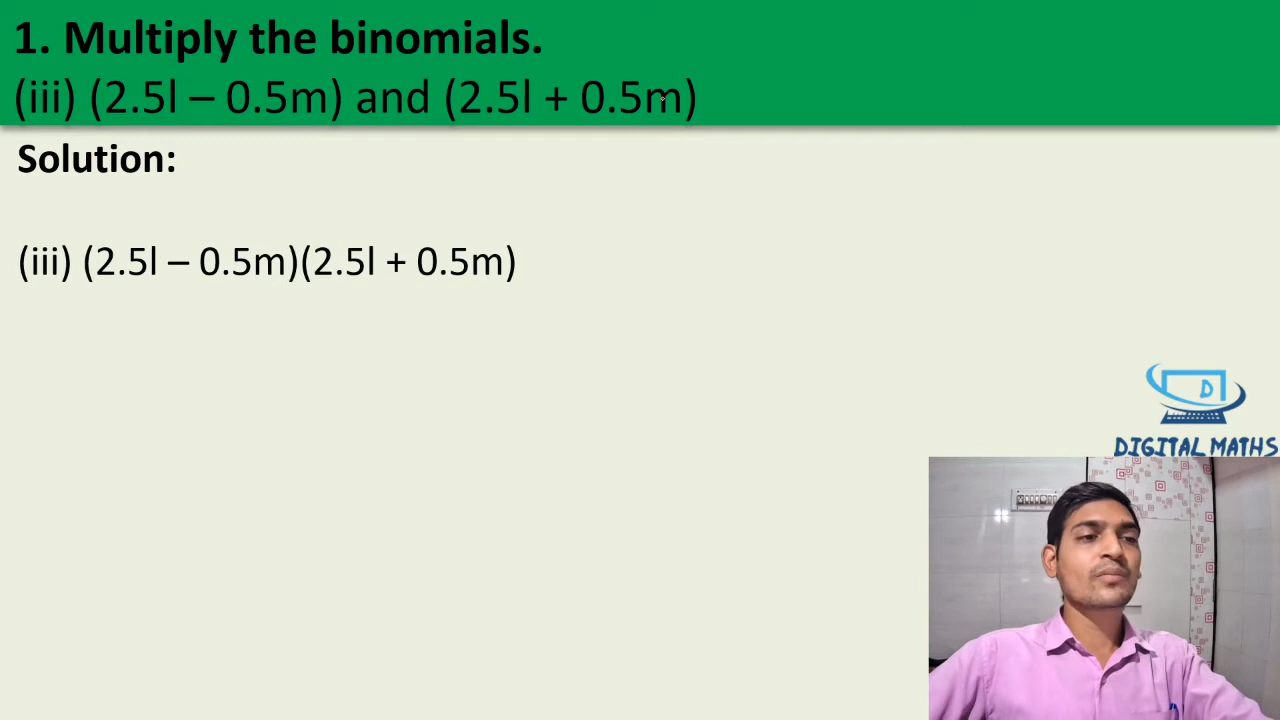 1. Multiply the binomials.
(iii) (2.5l – 0.5m) and (2.5l + 0.5m)
Solution:
(iii) (2.5l – 0.5m)(2.5l + 0.5m)
D
DIGITAL MATHS